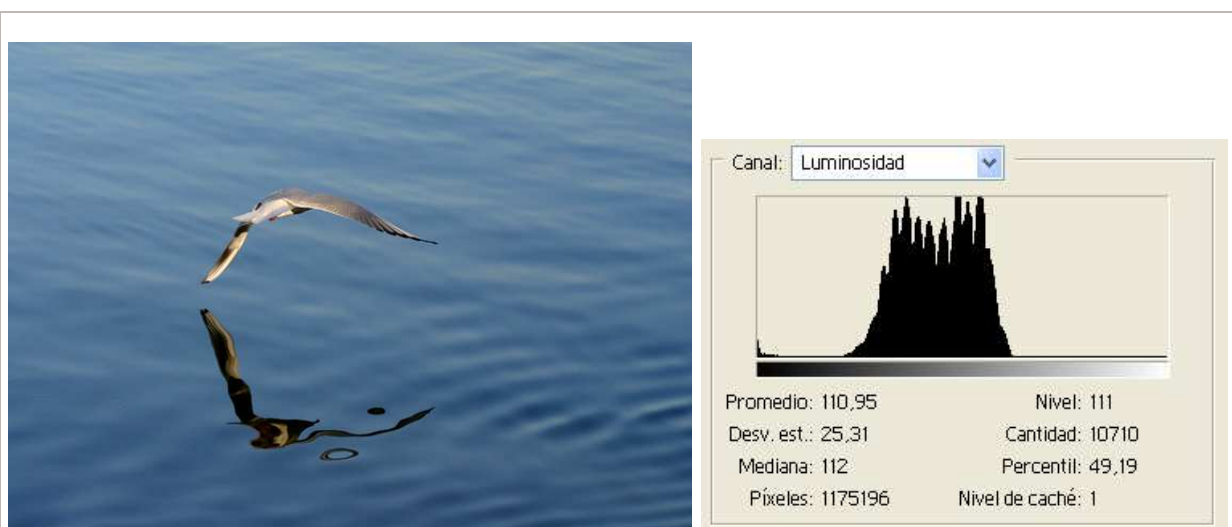 Canal: Luminosidad
Promedio: 110,95 Nivel: 111
Desv. est.: 25,31 Cantidad: 10710
Mediana: 112 Percentil: 49,19
Píxeles: 1175196 Nivel de caché: 1